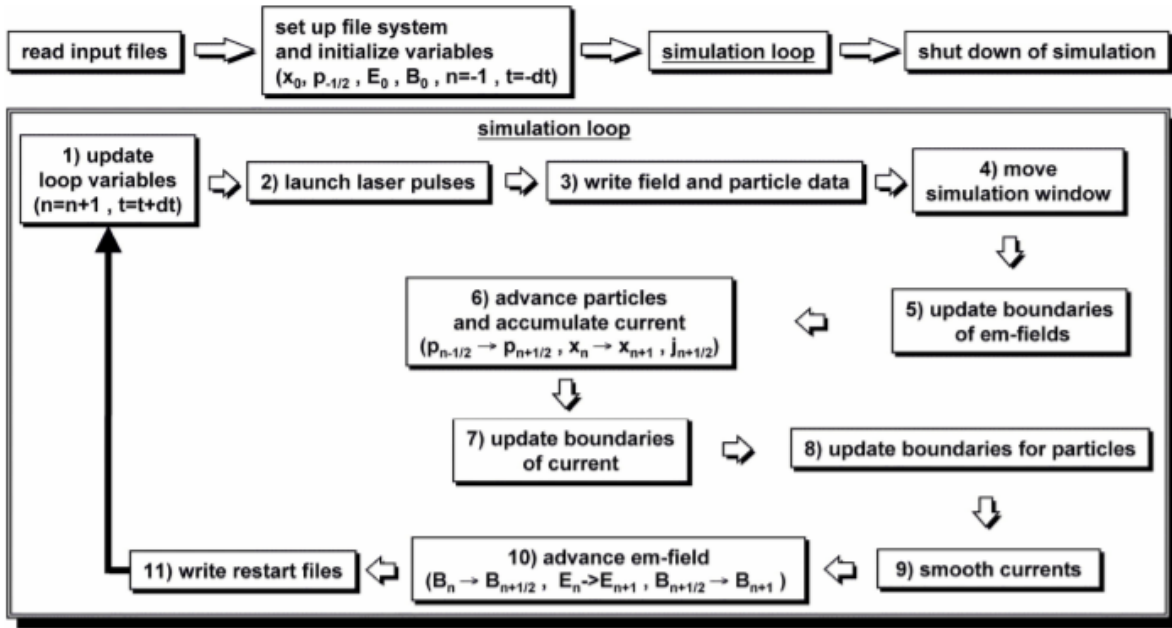 read input files
set up file system
and initialize variables
(x₀, p₋₁/₂ , E₀ , B₀ , n=-1 , t=-dt)
simulation loop
shut down of simulation
simulation loop
1) update
loop variables
(n=n+1 , t=t+dt)
2) launch laser pulses
3) write field and particle data
4) move
simulation window
5) update boundaries
of em-fields
6) advance particles
and accumulate current
(pₙ₋₁/₂ → pₙ₊₁/₂ , xₙ → xₙ₊₁ , jₙ₊₁/₂)
7) update boundaries
of current
8) update boundaries for particles
9) smooth currents
10) advance em-field
(Bₙ → Bₙ₊₁/₂ , Eₙ->Eₙ₊₁ , Bₙ₊₁/₂ → Bₙ₊₁ )
11) write restart files